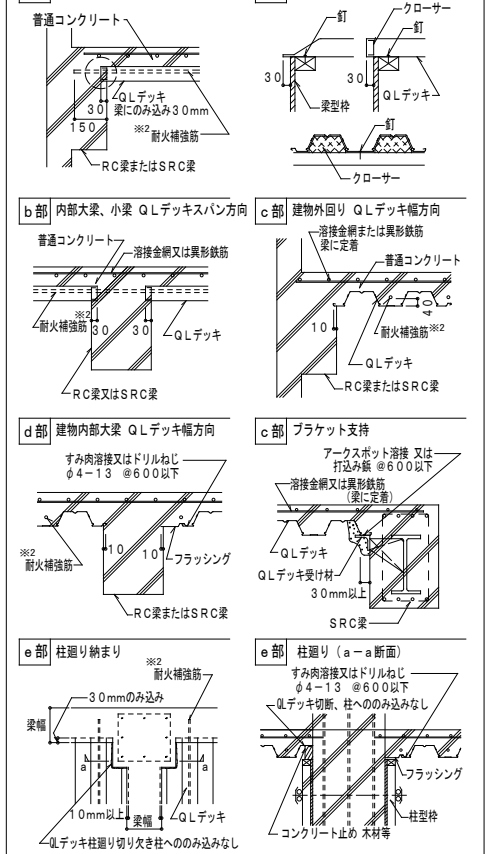 普通コンクリート
QLデッキ
30
梁にのみ込み30mm
150
※2
耐火補強筋
RC梁またはSRC梁
クローサー
釘
釘
30
30
QLデッキ
梁型枠
釘
クローサー
b部 内部大梁、小梁 QLデッキスパン方向
普通コンクリート
溶接金網又は異形鉄筋
※2
耐火補強筋
30
30
QLデッキ
RC梁又はSRC梁
c部 建物外回り QLデッキ幅方向
溶接金網または異形鉄筋
梁に定着
普通コンクリート
10
40
耐火補強筋※2
QLデッキ
RC梁またはSRC梁
d部 建物内部大梁 QLデッキ幅方向
すみ肉溶接又はドリルねじ
φ4-13 @600以下
※2
耐火補強筋
10
10
フラッシング
RC梁またはSRC梁
c部 ブラケット支持
アークスポット溶接 又は
打込み鋲 @600以下
溶接金網又は異形鉄筋
(梁に定着)
QLデッキ
QLデッキ受け材
30mm以上
SRC梁
e部 柱廻り納まり
※2
耐火補強筋
30mmのみ込み
梁幅
a
a
10mm以上
梁幅
QLデッキ
QLデッキ柱廻り切り欠き柱へののみ込みなし
e部 柱廻り (a-a断面)
すみ肉溶接又はドリルねじ
φ4-13 @600以下
QLデッキ切断、柱へののみ込みなし
フラッシング
柱型枠
コンクリート止め 木材等